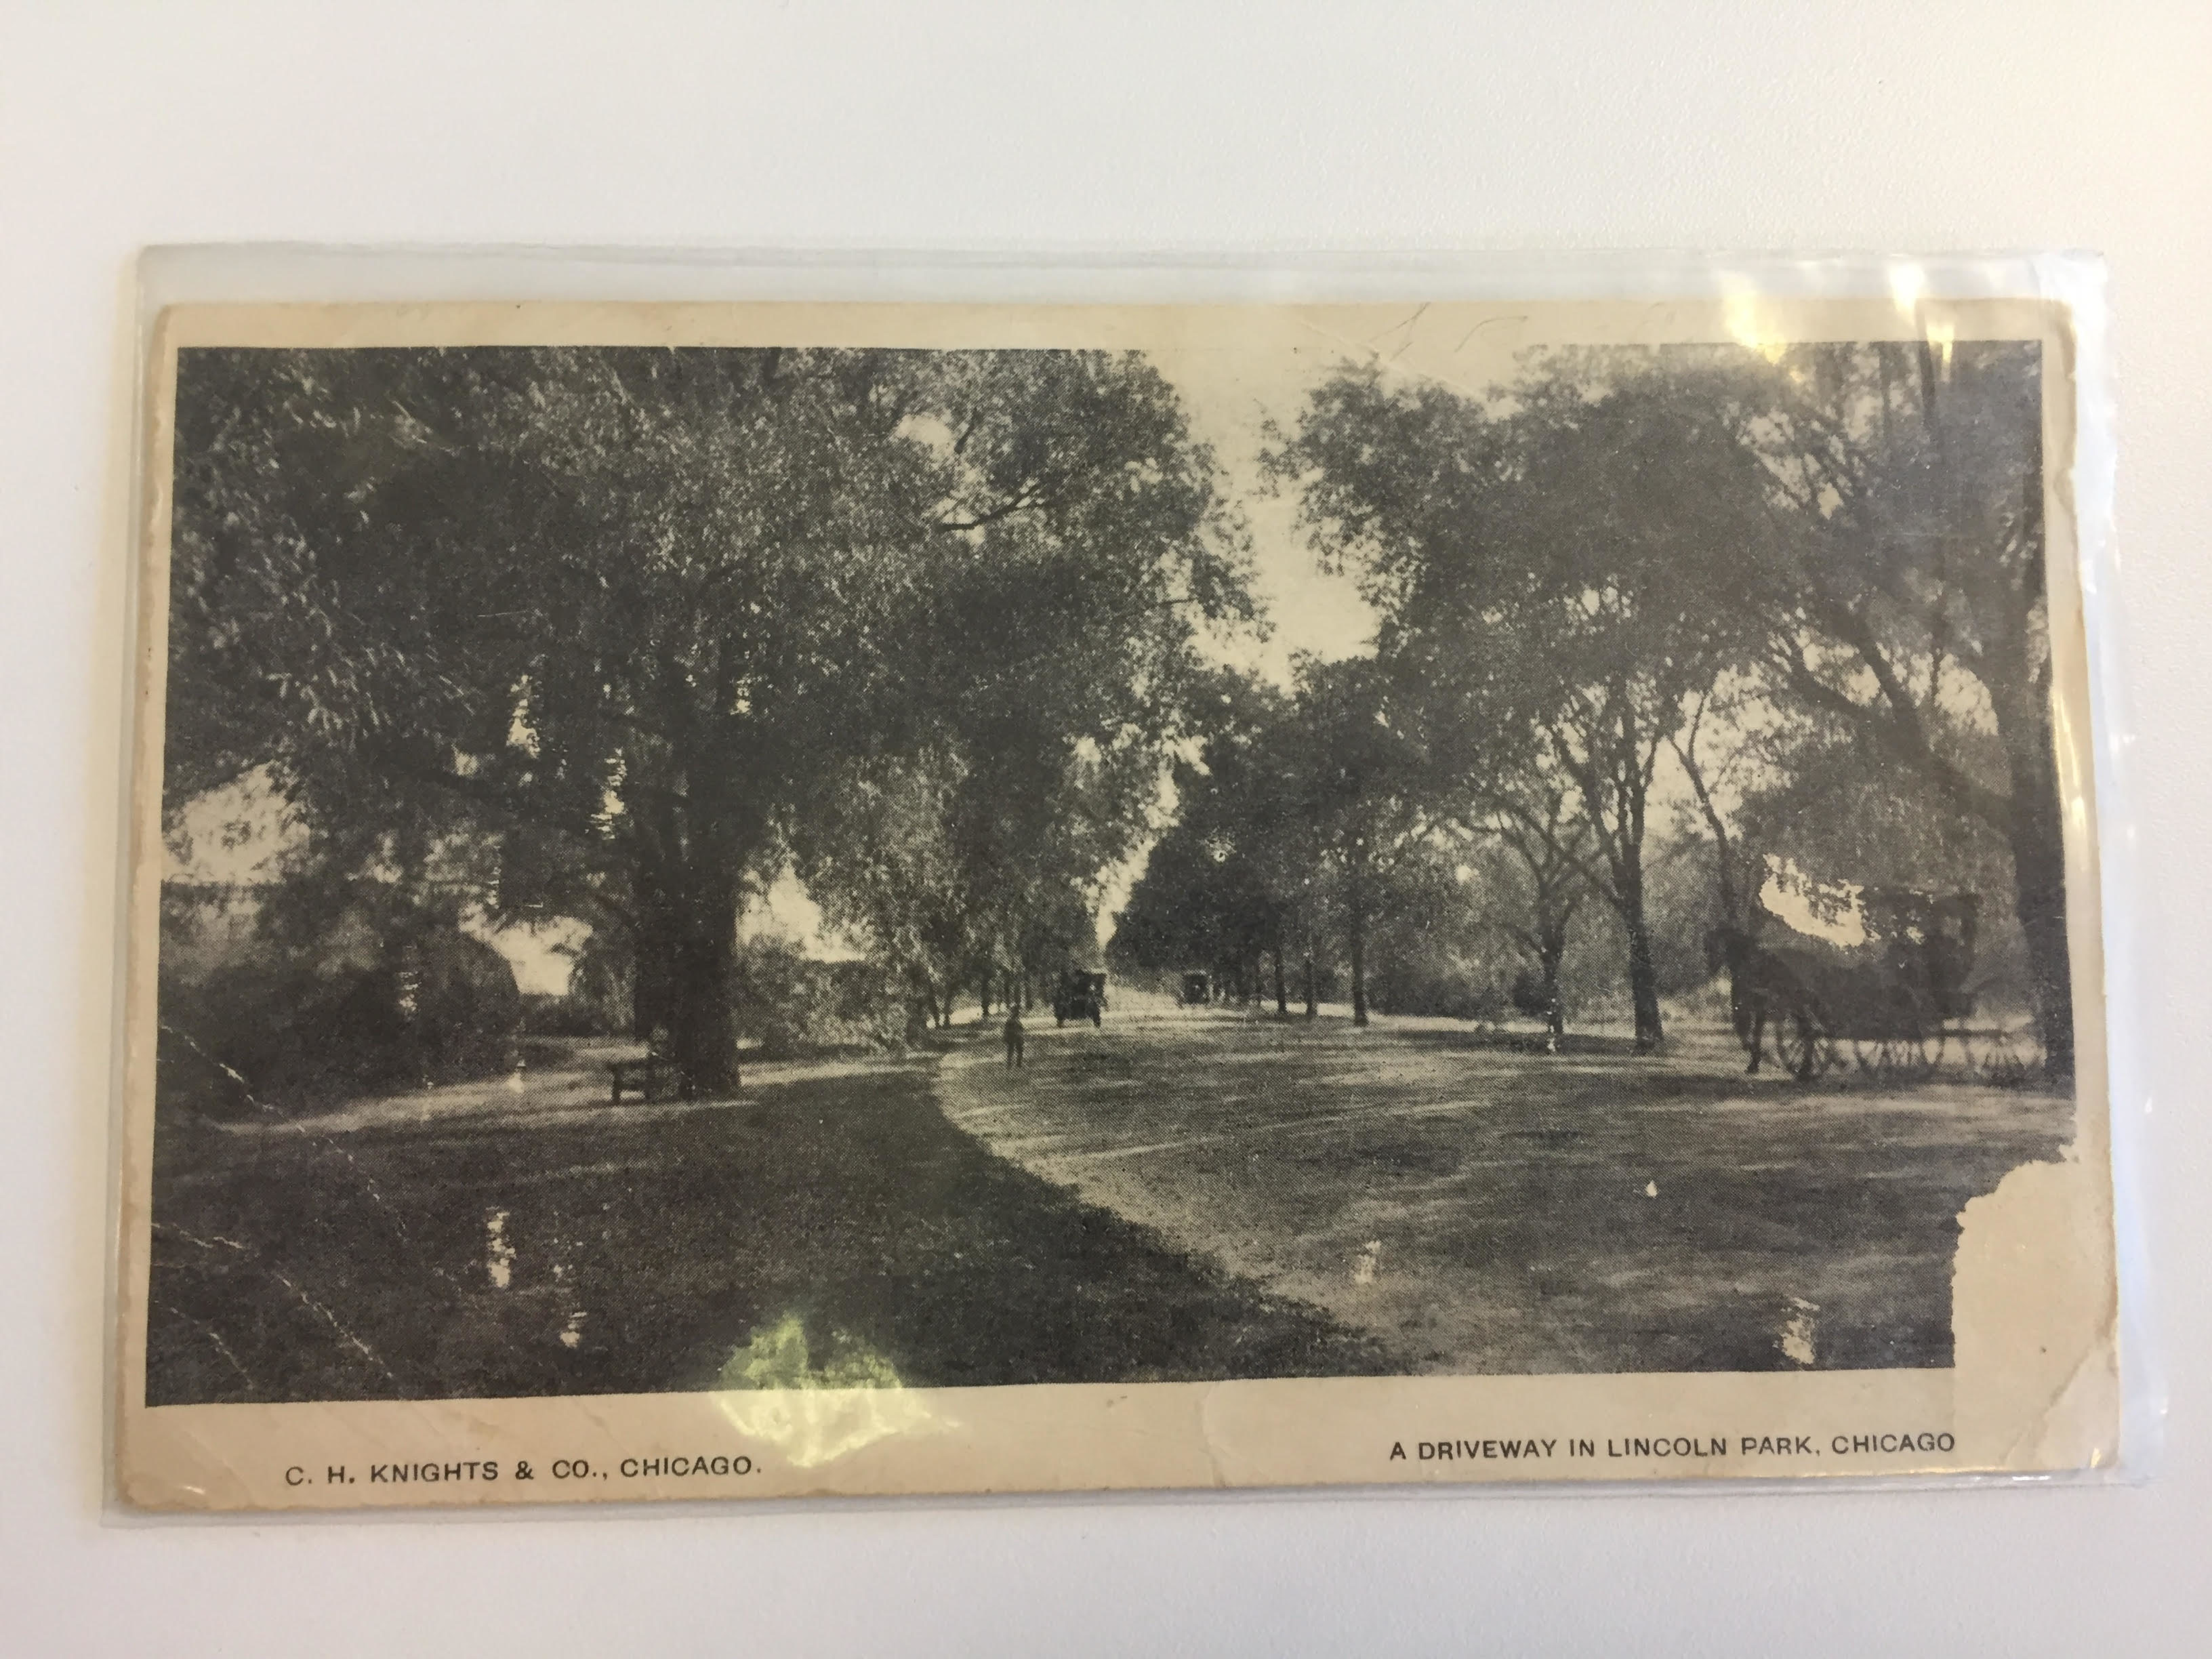 C. H. KNIGHTS & CO., CHICAGO.
A DRIVEWAY IN LINCOLN PARK, CHICAGO